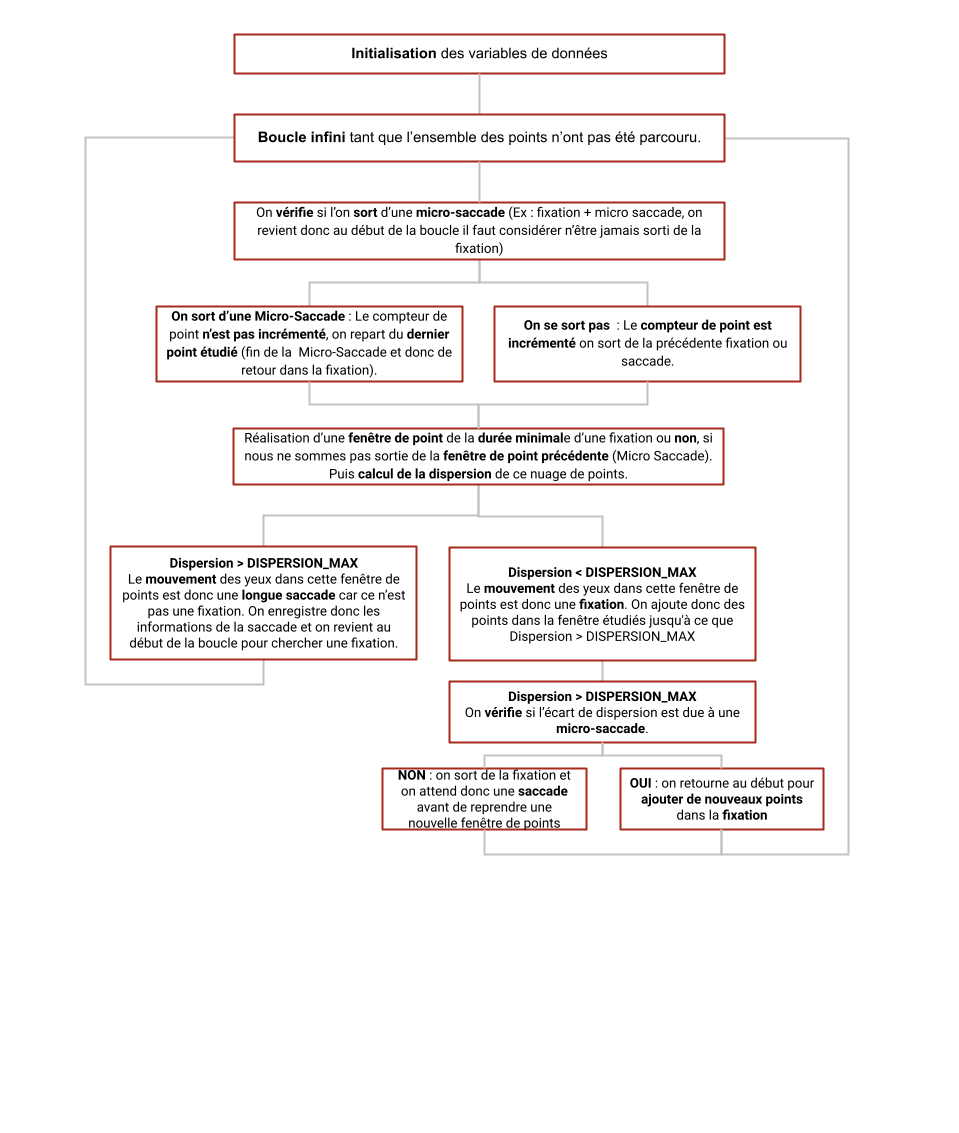 Initialisation des variables de données
Boucle infini tant que l'ensemble des points n'ont pas été parcouru.
On vérifie si l'on sort d'une micro-saccade (Ex : fixation + micro saccade, on
revient donc au début de la boucle il faut considérer n'être jamais sorti de la
fixation)
On sort d'une Micro-Saccade : Le compteur de
point n'est pas incrémenté, on repart du dernier
point étudié (fin de la Micro-Saccade et donc de
retour dans la fixation).
On se sort pas : Le compteur de point est
incrémenté on sort de la précédente fixation ou
saccade.
Réalisation d'une fenêtre de point de la durée minimale d'une fixation ou non, si
nous ne sommes pas sortie de la fenêtre de point précédente (Micro Saccade).
Puis calcul de la dispersion de ce nuage de points.
Dispersion > DISPERSION_MAX
Le mouvement des yeux dans cette fenêtre de
points est donc une longue saccade car ce n'est
pas une fixation. On enregistre donc les
informations de la saccade et on revient au
début de la boucle pour chercher une fixation.
Dispersion < DISPERSION_MAX
Le mouvement des yeux dans cette fenêtre de
points est donc une fixation. On ajoute donc des
points dans la fenêtre étudiés jusqu'à ce que
Dispersion > DISPERSION_MAX
Dispersion > DISPERSION_MAX
On vérifie si l'écart de dispersion est due à une
micro-saccade.
NON : on sort de la fixation et
on attend donc une saccade
avant de reprendre une
nouvelle fenêtre de points
OUI : on retourne au début pour
ajouter de nouveaux points
dans la fixation